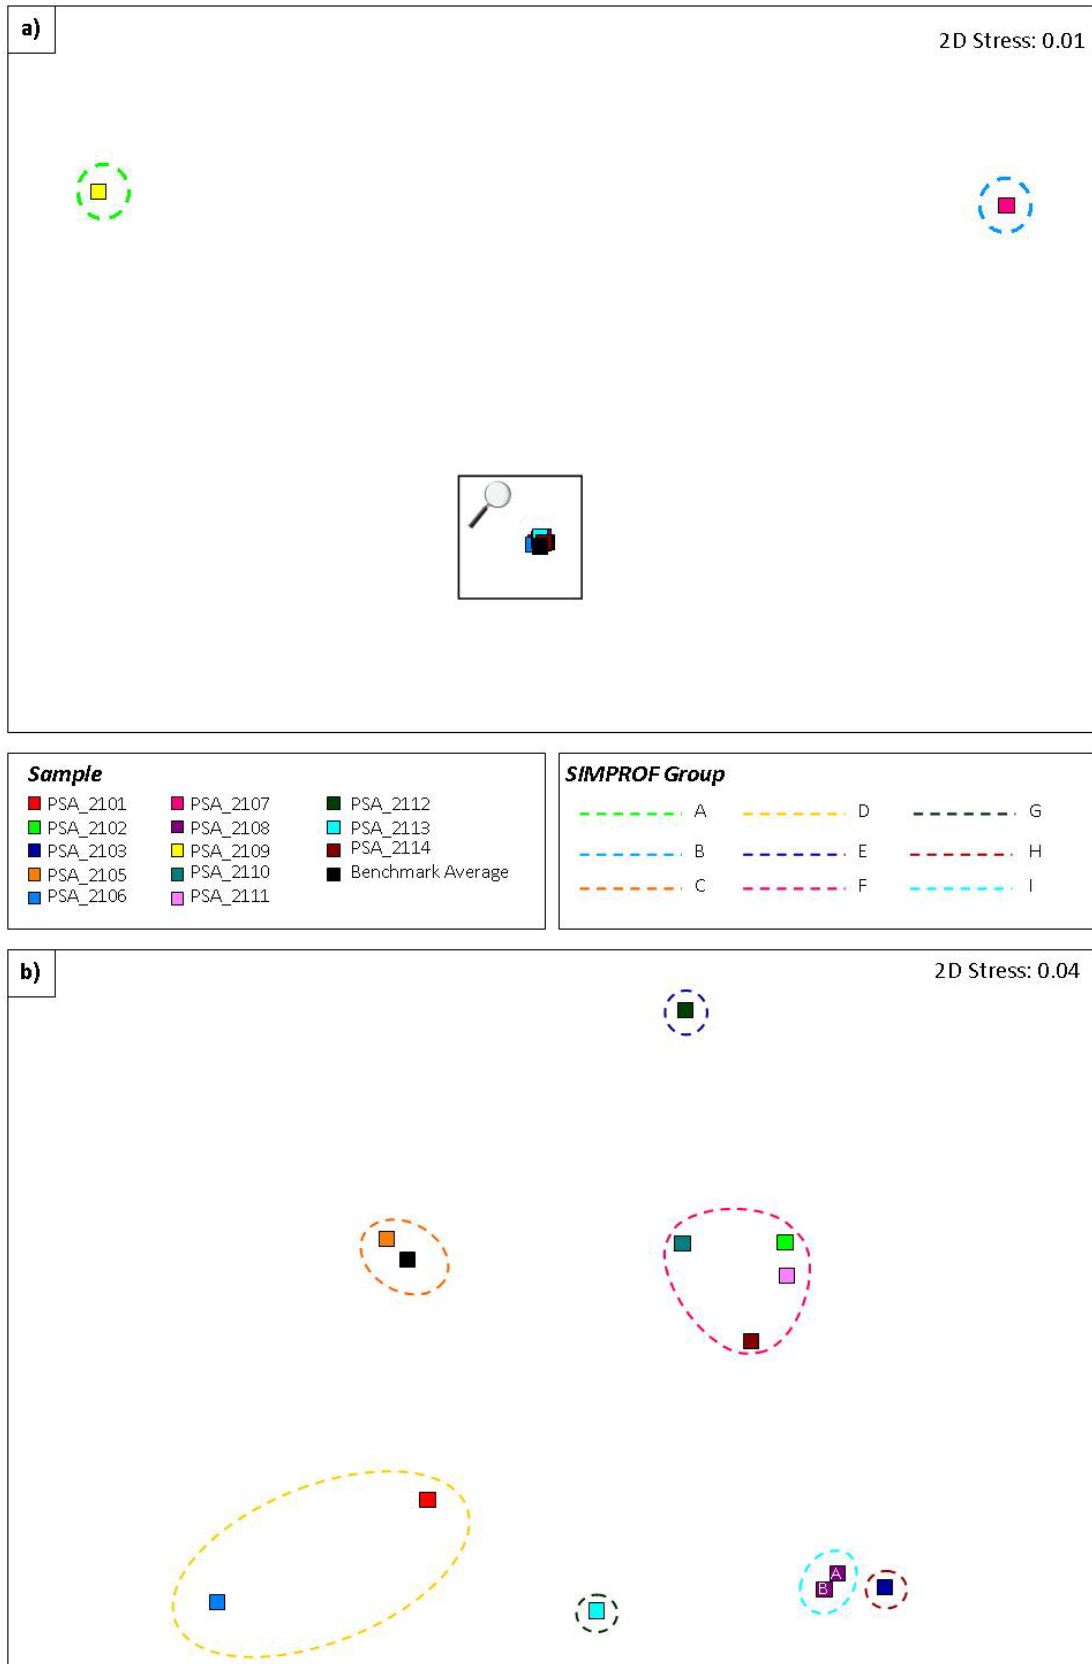 a)
2D Stress: 0.01
Sample
PSA_2101
PSA_2102
PSA_2103
PSA_2105
PSA_2106
PSA_2107
PSA_2108
PSA_2109
PSA_2110
PSA_2111
PSA_2112
PSA_2113
PSA_2114
Benchmark Average
SIMPROF Group
A
B
C
D
E
F
G
H
I
b)
2D Stress: 0.04
A
B